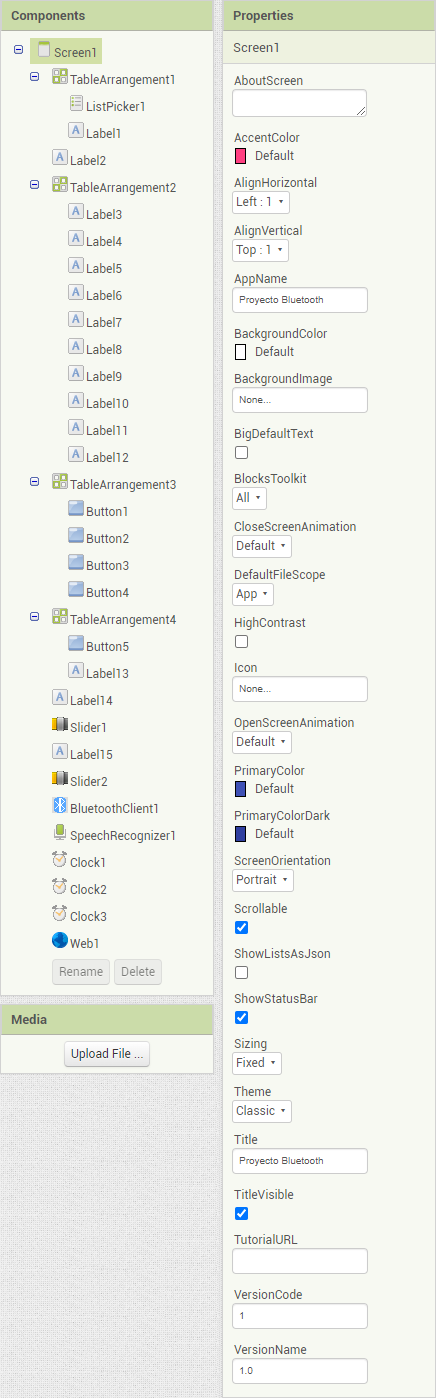 Components
Screen1
TableArrangement1
ListPicker1
Label1
Label2
TableArrangement2
Label3
Label4
Label5
Label6
Label7
Label8
Label9
Label10
Label11
Label12
TableArrangement3
Button1
Button2
Button3
Button4
TableArrangement4
Button5
Label13
Label14
Slider1
Label15
Slider2
BluetoothClient1
SpeechRecognizer1
Clock1
Clock2
Clock3
Web1
Rename Delete
Media
Upload File ...
Properties
Screen1
AboutScreen
AccentColor
Default
AlignHorizontal
Left : 1
AlignVertical
Top : 1
AppName
Proyecto Bluetooth
BackgroundColor
Default
BackgroundImage
None...
BigDefaultText
BlocksToolkit
All
CloseScreenAnimation
Default
DefaultFileScope
App
HighContrast
Icon
None...
OpenScreenAnimation
Default
PrimaryColor
Default
PrimaryColorDark
Default
ScreenOrientation
Portrait
Scrollable
ShowListsAsJson
ShowStatusBar
Sizing
Fixed
Theme
Classic
Title
Proyecto Bluetooth
TitleVisible
TutorialURL
VersionCode
1
VersionName
1.0